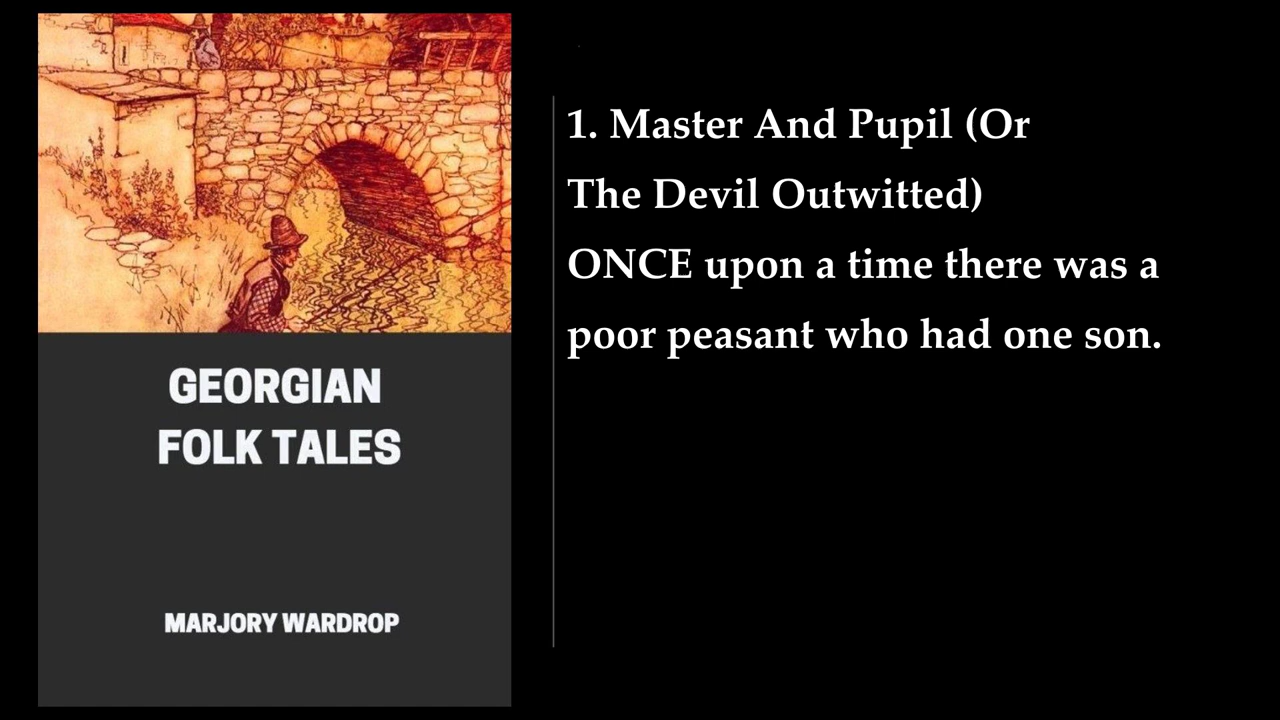 GEORGIAN
FOLK TALES
MARJORY WARDROP
1. Master And Pupil (Or
The Devil Outwitted)
ONCE upon a time there was a
poor peasant who had one son.